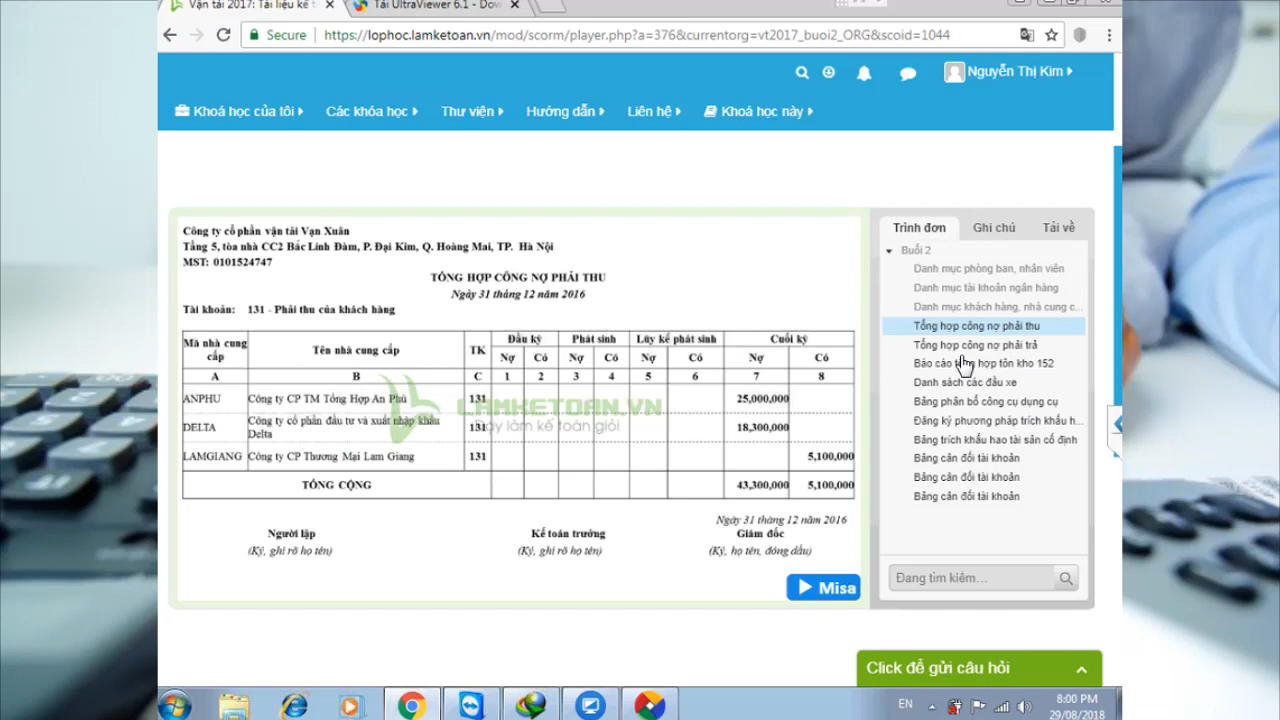 Vận tải 2017: Tài liệu kế t
Tải UltraViewer 6.1 - Dow
Secure
https://lophoc.lamketoan.vn/mod/scorm/player.php?a=376&currentorg=vt2017_buoi2_ORG&scoid=1044
Nguyễn Thị Kim
Khoá học của tôi
Các khóa học
Thư viện
Hướng dẫn
Liên hệ
Khoá học này
Công ty cổ phần vận tải Vạn Xuân
Tầng 5, tòa nhà CC2 Bắc Linh Đàm, P. Đại Kim, Q. Hoàng Mai, TP. Hà Nội
MST: 0101524747
TỔNG HỢP CÔNG NỢ PHẢI THU
Ngày 31 tháng 12 năm 2016
Tài khoản: 131 - Phải thu của khách hàng
Mã nhà cung cấp Tên nhà cung cấp TK Đầu kỳ Phát sinh Lũy kế phát sinh Cuối kỳ
Nợ Có Nợ Có Nợ Có Nợ Có
A B C 1 2 3 4 5 6 7 8
ANPHU Công ty CP TM Tổng Hợp An Phú 131 25,000,000
DELTA Công ty cổ phần đầu tư và xuất nhập khẩu Delta 131 18,300,000
LAMGIANG Công ty CP Thương Mại Lam Giang 131 5,100,000
TỔNG CỘNG 43,300,000 5,100,000
LAMKETOAN.VN
Dạy làm kế toán giỏi
Ngày 31 tháng 12 năm 2016
Người lập Kế toán trưởng Giám đốc
(Ký, ghi rõ họ tên) (Ký, ghi rõ họ tên) (Ký, họ tên, đóng dấu)
Misa
Trình đơn Ghi chú Tải về
Buổi 2
Danh mục phòng ban, nhân viên
Danh mục tài khoản ngân hàng
Danh mục khách hàng, nhà cung c...
Tổng hợp công nợ phải thu
Tổng hợp công nợ phải trả
Báo cáo hợp tồn kho 152
Danh sách các đầu xe
Bảng phân bổ công cụ dụng cụ
Đăng ký phương pháp trích khấu h...
Bảng trích khấu hao tài sản cố định
Bảng cân đối tài khoản
Bảng cân đối tài khoản
Bảng cân đối tài khoản
Đang tìm kiếm...
Click để gửi câu hỏi
EN
8:00 PM
29/08/2018